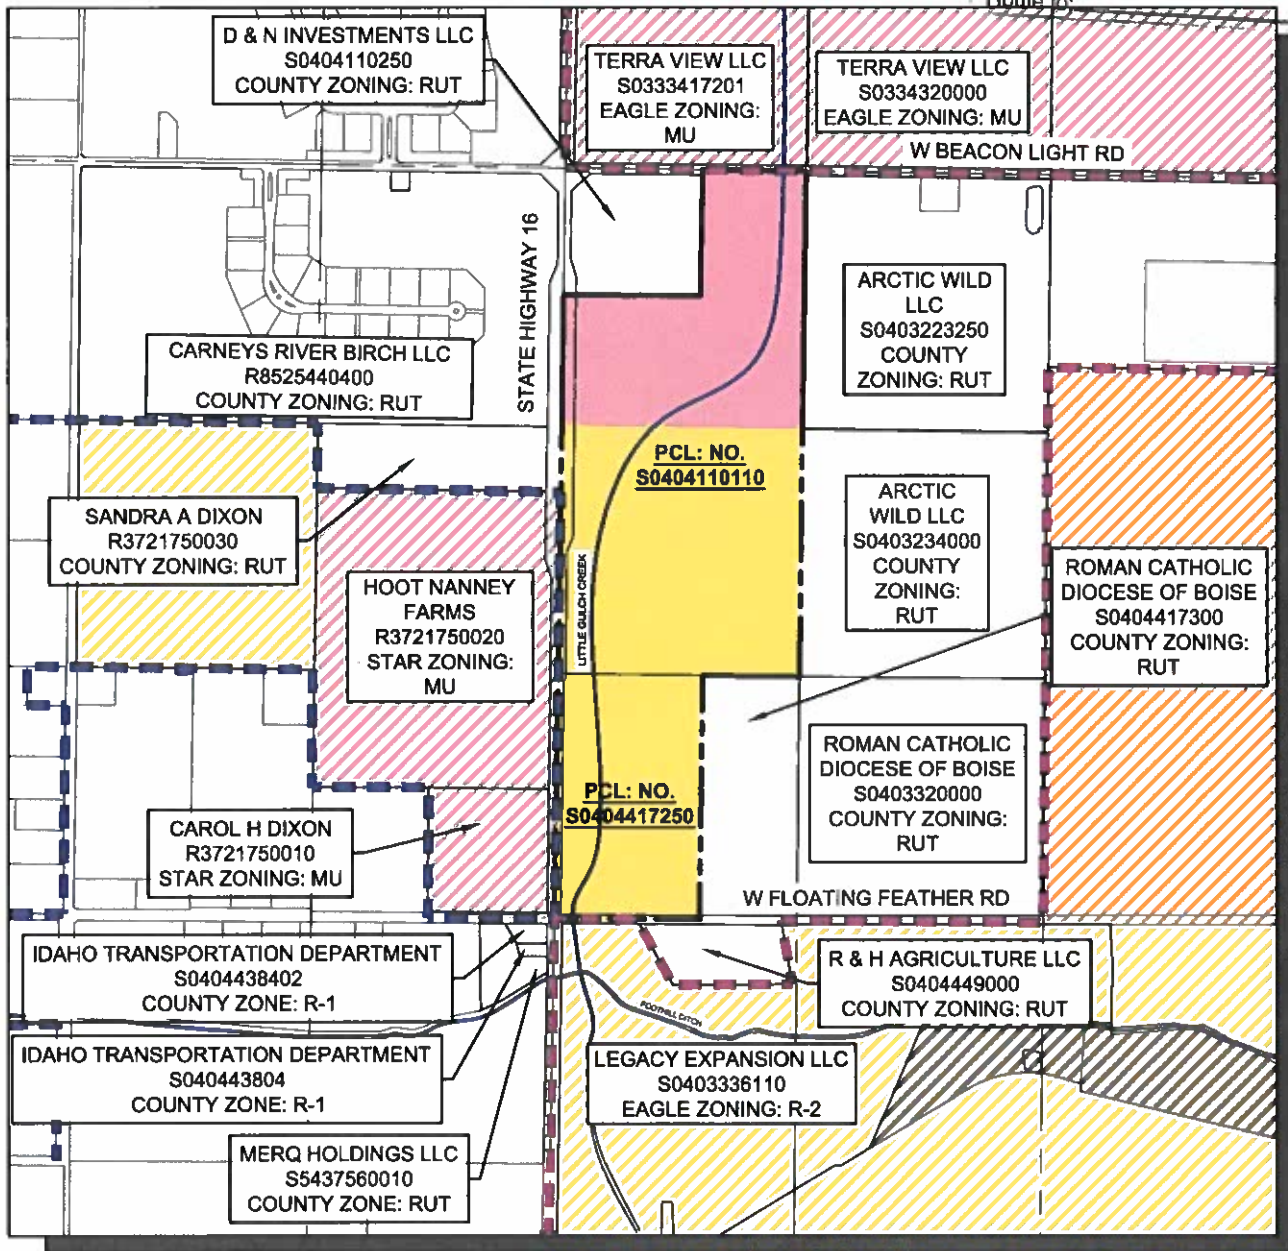 D & N INVESTMENTS LLC
S0404110250
COUNTY ZONING: RUT
TERRA VIEW LLC
S0333417201
EAGLE ZONING:
MU
TERRA VIEW LLC
S0334320000
EAGLE ZONING: MU
W BEACON LIGHT RD
STATE HIGHWAY 16
ARCTIC WILD
LLC
S0403223250
COUNTY
ZONING: RUT
CARNEYS RIVER BIRCH LLC
R8525440400
COUNTY ZONING: RUT
PCL: NO.
S0404110110
SANDRA A DIXON
R3721750030
COUNTY ZONING: RUT
ARCTIC
WILD LLC
S0403234000
COUNTY
ZONING:
RUT
HOOT NANNEY
FARMS
R3721750020
STAR ZONING:
MU
LITTLE GULCH CREEK
ROMAN CATHOLIC
DIOCESE OF BOISE
S0404417300
COUNTY ZONING:
RUT
ROMAN CATHOLIC
DIOCESE OF BOISE
S0403320000
COUNTY ZONING:
RUT
PCL: NO.
S0404417250
CAROL H DIXON
R3721750010
STAR ZONING: MU
W FLOATING FEATHER RD
IDAHO TRANSPORTATION DEPARTMENT
S0404438402
COUNTY ZONE: R-1
R & H AGRICULTURE LLC
S0404449000
COUNTY ZONING: RUT
FOOTHILL DITCH
IDAHO TRANSPORTATION DEPARTMENT
S040443804
COUNTY ZONE: R-1
LEGACY EXPANSION LLC
S0403336110
EAGLE ZONING: R-2
MERQ HOLDINGS LLC
S5437560010
COUNTY ZONE: RUT